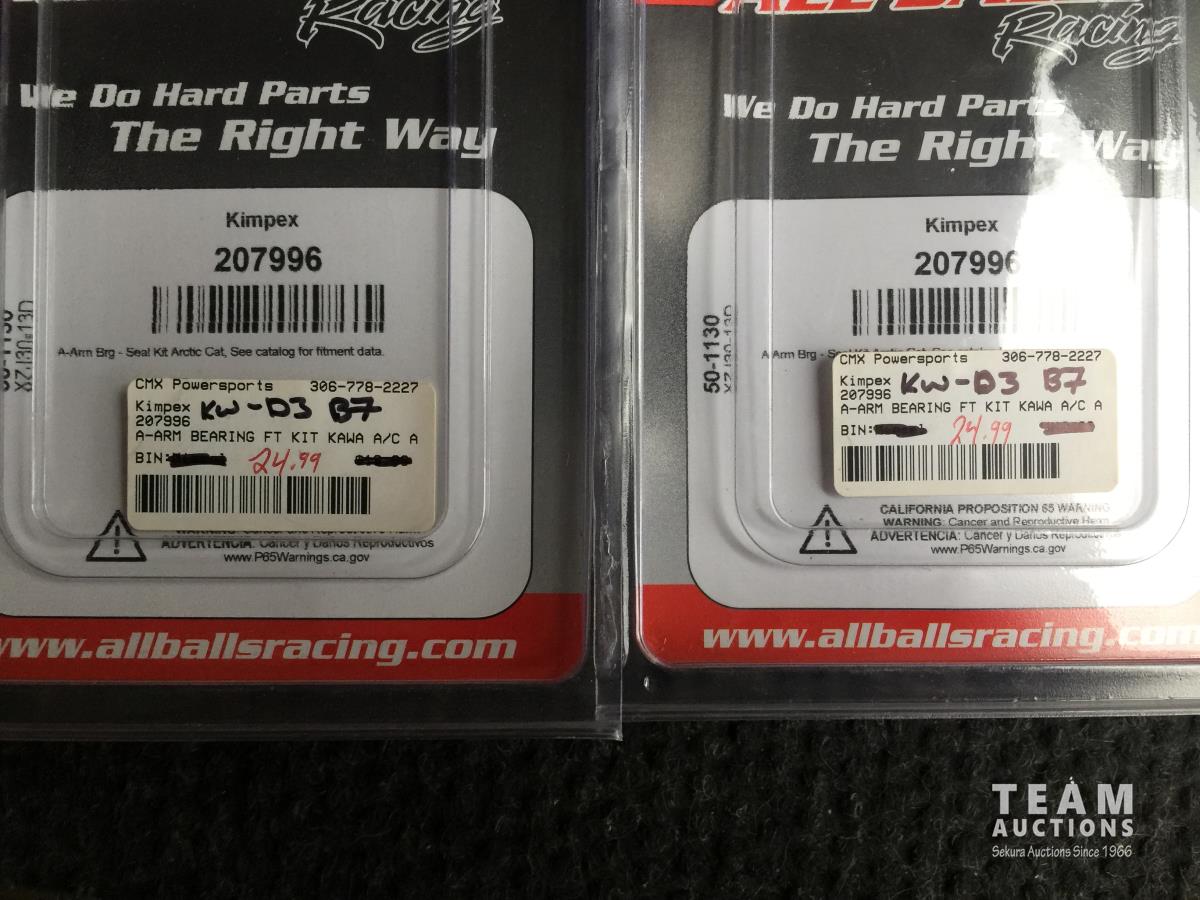 Racing
We Do Hard Parts
The Right Way
Kimpex
207996
A-Arm Brg - Seal Kit Arctic Cat, See catalog for fitment data.
CMX Powersports 306-778-2227
Kimpex KW-D3 B7
207996
A-ARM BEARING FT KIT KAWA A/C A
BIN: 24.99
ADVERTENCIA: Cancer y Daños Reproductivos
www.P65Warnings.ca.gov
www.allballsracing.com
Racing
We Do Hard Parts
The Right Way
Kimpex
207996
50-1130
A-Arm Brg
CMX Powersports 306-778-2227
Kimpex KW-D3 B7
207996
A-ARM BEARING FT KIT KAWA A/C A
BIN: 24.99
CALIFORNIA PROPOSITION 65 WARNING
WARNING: Cancer and Reproductive Harm
ADVERTENCIA: Cancer y Daños Reproductivos
www.P65Warnings.ca.gov
www.allballsracing.com
TEAM
AUCTIONS
Sekura Auctions Since 1966